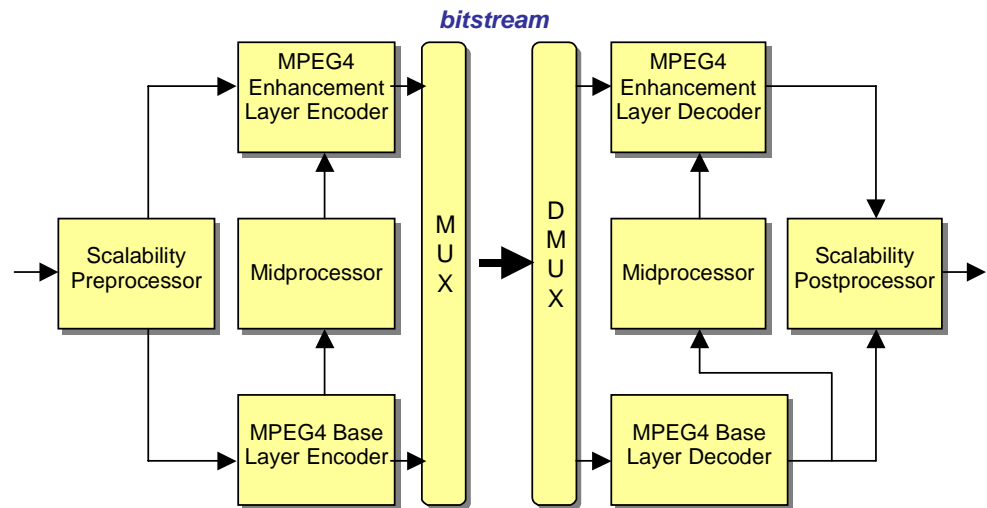 bitstream
MPEG4
Enhancement
Layer Encoder
MPEG4
Enhancement
Layer Decoder
Scalability
Preprocessor
Midprocessor
M
U
X
D
M
U
X
Midprocessor
Scalability
Postprocessor
MPEG4 Base
Layer Encoder
MPEG4 Base
Layer Decoder